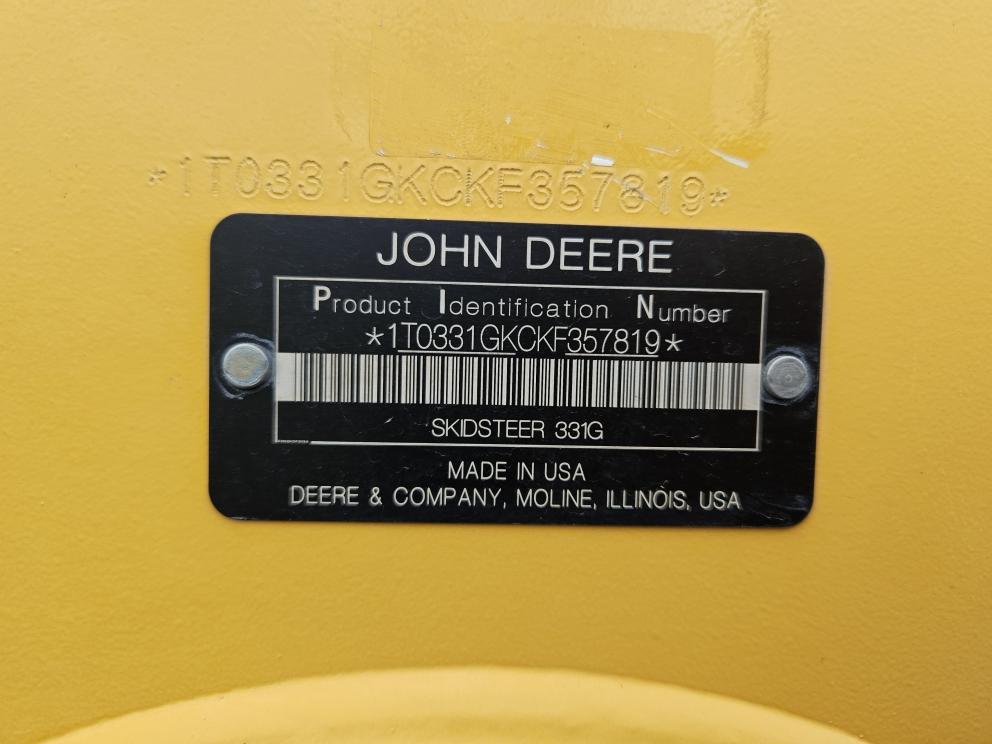 *1T0331GKCKF357819*
JOHN DEERE
Product Identification Number
*1T0331GKCKF357819*
SKIDSTEER 331G
MADE IN USA
DEERE & COMPANY, MOLINE, ILLINOIS, USA